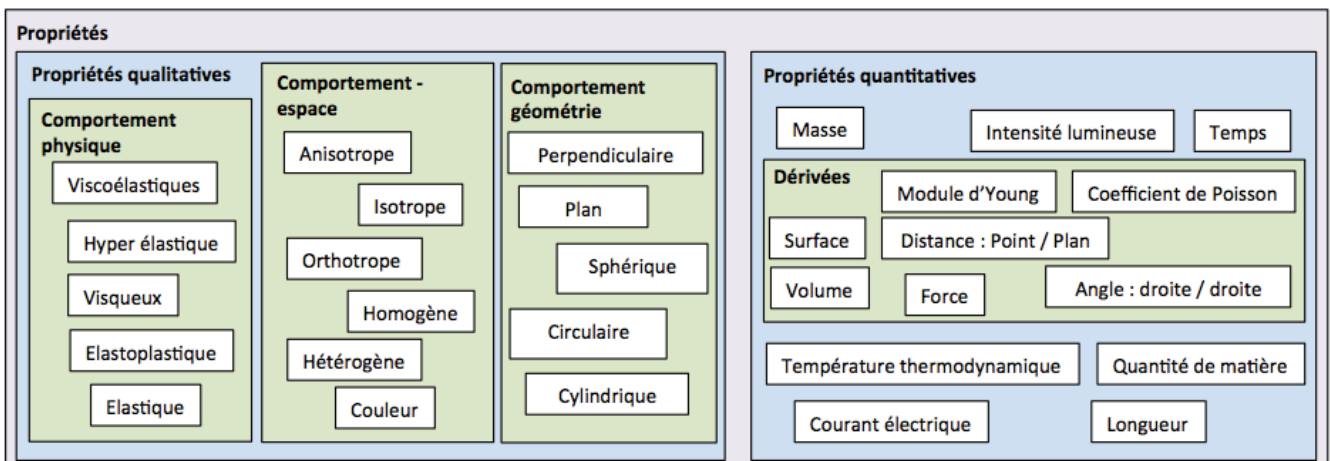 Propriétés
Propriétés qualitatives
Comportement
physique
Viscoélastiques
Hyper élastique
Visqueux
Elastoplastique
Elastique
Comportement -
espace
Anisotrope
Isotrope
Orthotrope
Homogène
Hétérogène
Couleur
Comportement
géométrie
Perpendiculaire
Plan
Sphérique
Circulaire
Cylindrique
Propriétés quantitatives
Masse
Intensité lumineuse
Temps
Dérivées
Module d'Young
Coefficient de Poisson
Surface
Distance : Point / Plan
Volume
Force
Angle : droite / droite
Température thermodynamique
Quantité de matière
Courant électrique
Longueur